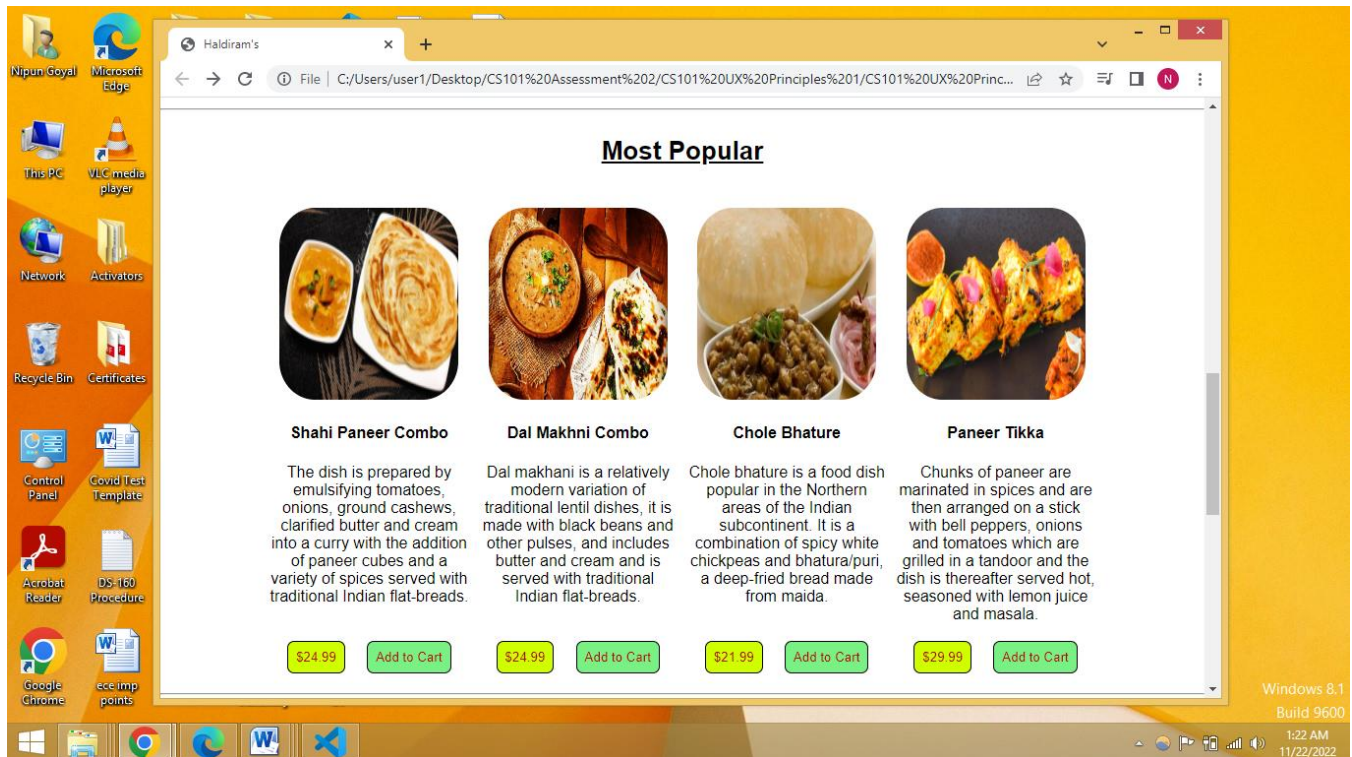 Haldiram's
File
C:/Users/user1/Desktop/CS101%20Assessment%202/CS101%20UX%20Principles%201/CS101%20UX%20Princ...
N
Nipun Goyal
Microsoft
Edge
This PC
VLC media
player
Network
Activators
Recycle Bin
Certificates
Control
Panel
Covid Test
Template
Acrobat
Reader
DS-160
Procedure
Google
Chrome
ece imp
points
Most Popular
Shahi Paneer Combo
The dish is prepared by
emulsifying tomatoes,
onions, ground cashews,
clarified butter and cream
into a curry with the addition
of paneer cubes and a
variety of spices served with
traditional Indian flat-breads.
$24.99
Add to Cart
Dal Makhni Combo
Dal makhani is a relatively
modern variation of
traditional lentil dishes, it is
made with black beans and
other pulses, and includes
butter and cream and is
served with traditional
Indian flat-breads.
$24.99
Add to Cart
Chole Bhature
Chole bhature is a food dish
popular in the Northern
areas of the Indian
subcontinent. It is a
combination of spicy white
chickpeas and bhatura/puri,
a deep-fried bread made
from maida.
$21.99
Add to Cart
Paneer Tikka
Chunks of paneer are
marinated in spices and are
then arranged on a stick
with bell peppers, onions
and tomatoes which are
grilled in a tandoor and the
dish is thereafter served hot,
seasoned with lemon juice
and masala.
$29.99
Add to Cart
Windows 8.1
Build 9600
1:22 AM
11/22/2022